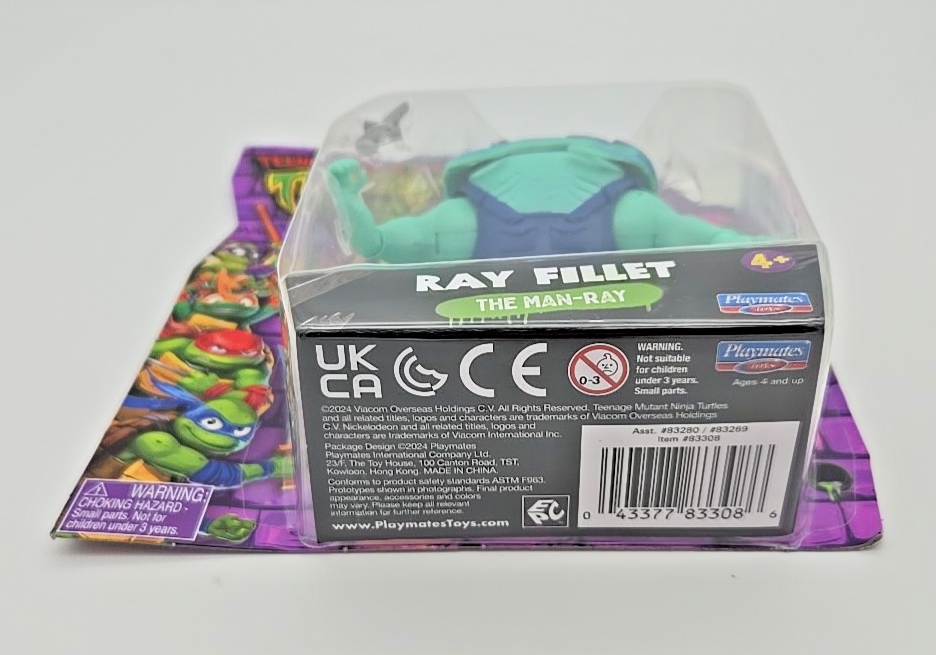 TEENAGE
RAY FILLET
THE MAN-RAY
4+
Playmates
TOYS
UK
CA
CE
0-3
WARNING.
Not suitable
for children
under 3 years.
Small parts.
Playmates
TOYS
Ages 4 and up
©2024 Viacom Overseas Holdings C.V. All Rights Reserved. Teenage Mutant Ninja Turtles
and all related titles, logos and characters are trademarks of Viacom Overseas Holdings
C.V. Nickelodeon and all related titles, logos and
characters are trademarks of Viacom International Inc.
Package Design ©2024 Playmates
Playmates International Company Ltd.
23/F, The Toy House, 100 Canton Road, TST,
Kowloon, Hong Kong. MADE IN CHINA.
Conforms to product safety standards ASTM F963.
Prototypes shown in photographs. Final product
appearance, accessories and colors
may vary. Please keep all relevant
information for further reference.
www.PlaymatesToys.com
Asst. #83280 / #83269
Item #83308
0 43377 83308 6
WARNING:
CHOKING HAZARD -
Small parts. Not for
children under 3 years.